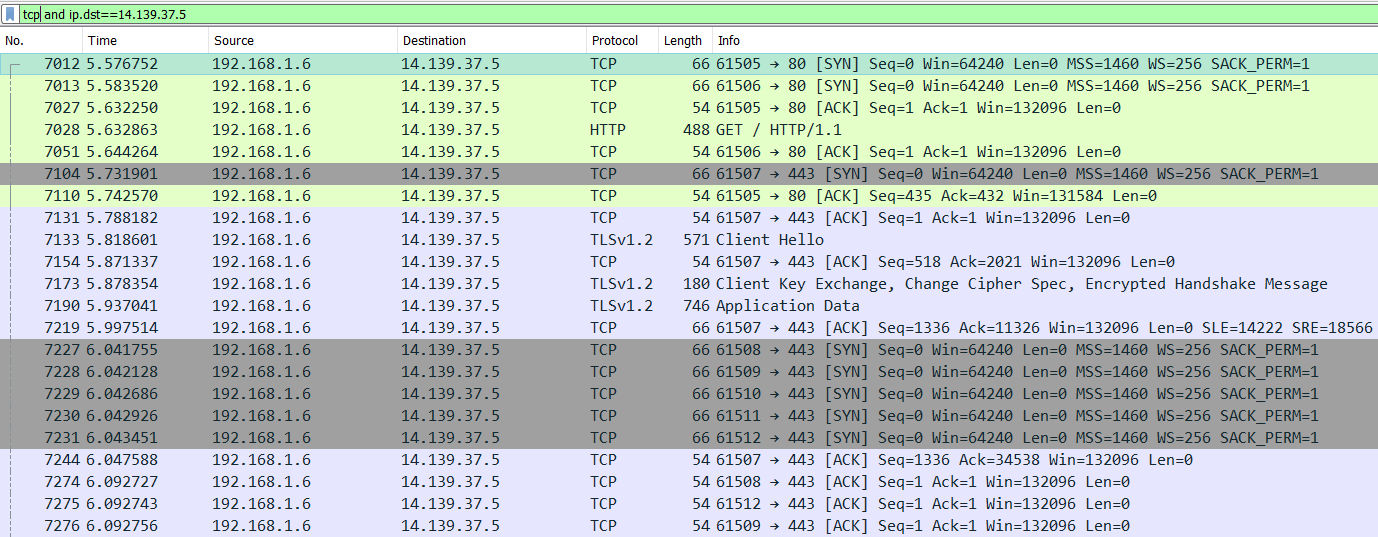 tcp and ip.dst==14.139.37.5
No. Time Source Destination Protocol Length Info
7012 5.576752 192.168.1.6 14.139.37.5 TCP 66 61505 → 80 [SYN] Seq=0 Win=64240 Len=0 MSS=1460 WS=256 SACK_PERM=1
7013 5.583520 192.168.1.6 14.139.37.5 TCP 66 61506 → 80 [SYN] Seq=0 Win=64240 Len=0 MSS=1460 WS=256 SACK_PERM=1
7027 5.632250 192.168.1.6 14.139.37.5 TCP 54 61505 → 80 [ACK] Seq=1 Ack=1 Win=132096 Len=0
7028 5.632863 192.168.1.6 14.139.37.5 HTTP 488 GET / HTTP/1.1
7051 5.644264 192.168.1.6 14.139.37.5 TCP 54 61506 → 80 [ACK] Seq=1 Ack=1 Win=132096 Len=0
7104 5.731901 192.168.1.6 14.139.37.5 TCP 66 61507 → 443 [SYN] Seq=0 Win=64240 Len=0 MSS=1460 WS=256 SACK_PERM=1
7110 5.742570 192.168.1.6 14.139.37.5 TCP 54 61505 → 80 [ACK] Seq=435 Ack=432 Win=131584 Len=0
7131 5.788182 192.168.1.6 14.139.37.5 TCP 54 61507 → 443 [ACK] Seq=1 Ack=1 Win=132096 Len=0
7133 5.818601 192.168.1.6 14.139.37.5 TLSv1.2 571 Client Hello
7154 5.871337 192.168.1.6 14.139.37.5 TCP 54 61507 → 443 [ACK] Seq=518 Ack=2021 Win=132096 Len=0
7173 5.878354 192.168.1.6 14.139.37.5 TLSv1.2 180 Client Key Exchange, Change Cipher Spec, Encrypted Handshake Message
7190 5.937041 192.168.1.6 14.139.37.5 TLSv1.2 746 Application Data
7219 5.997514 192.168.1.6 14.139.37.5 TCP 66 61507 → 443 [ACK] Seq=1336 Ack=11326 Win=132096 Len=0 SLE=14222 SRE=18566
7227 6.041755 192.168.1.6 14.139.37.5 TCP 66 61508 → 443 [SYN] Seq=0 Win=64240 Len=0 MSS=1460 WS=256 SACK_PERM=1
7228 6.042128 192.168.1.6 14.139.37.5 TCP 66 61509 → 443 [SYN] Seq=0 Win=64240 Len=0 MSS=1460 WS=256 SACK_PERM=1
7229 6.042686 192.168.1.6 14.139.37.5 TCP 66 61510 → 443 [SYN] Seq=0 Win=64240 Len=0 MSS=1460 WS=256 SACK_PERM=1
7230 6.042926 192.168.1.6 14.139.37.5 TCP 66 61511 → 443 [SYN] Seq=0 Win=64240 Len=0 MSS=1460 WS=256 SACK_PERM=1
7231 6.043451 192.168.1.6 14.139.37.5 TCP 66 61512 → 443 [SYN] Seq=0 Win=64240 Len=0 MSS=1460 WS=256 SACK_PERM=1
7244 6.047588 192.168.1.6 14.139.37.5 TCP 54 61507 → 443 [ACK] Seq=1336 Ack=34538 Win=132096 Len=0
7274 6.092727 192.168.1.6 14.139.37.5 TCP 54 61508 → 443 [ACK] Seq=1 Ack=1 Win=132096 Len=0
7275 6.092743 192.168.1.6 14.139.37.5 TCP 54 61512 → 443 [ACK] Seq=1 Ack=1 Win=132096 Len=0
7276 6.092756 192.168.1.6 14.139.37.5 TCP 54 61509 → 443 [ACK] Seq=1 Ack=1 Win=132096 Len=0